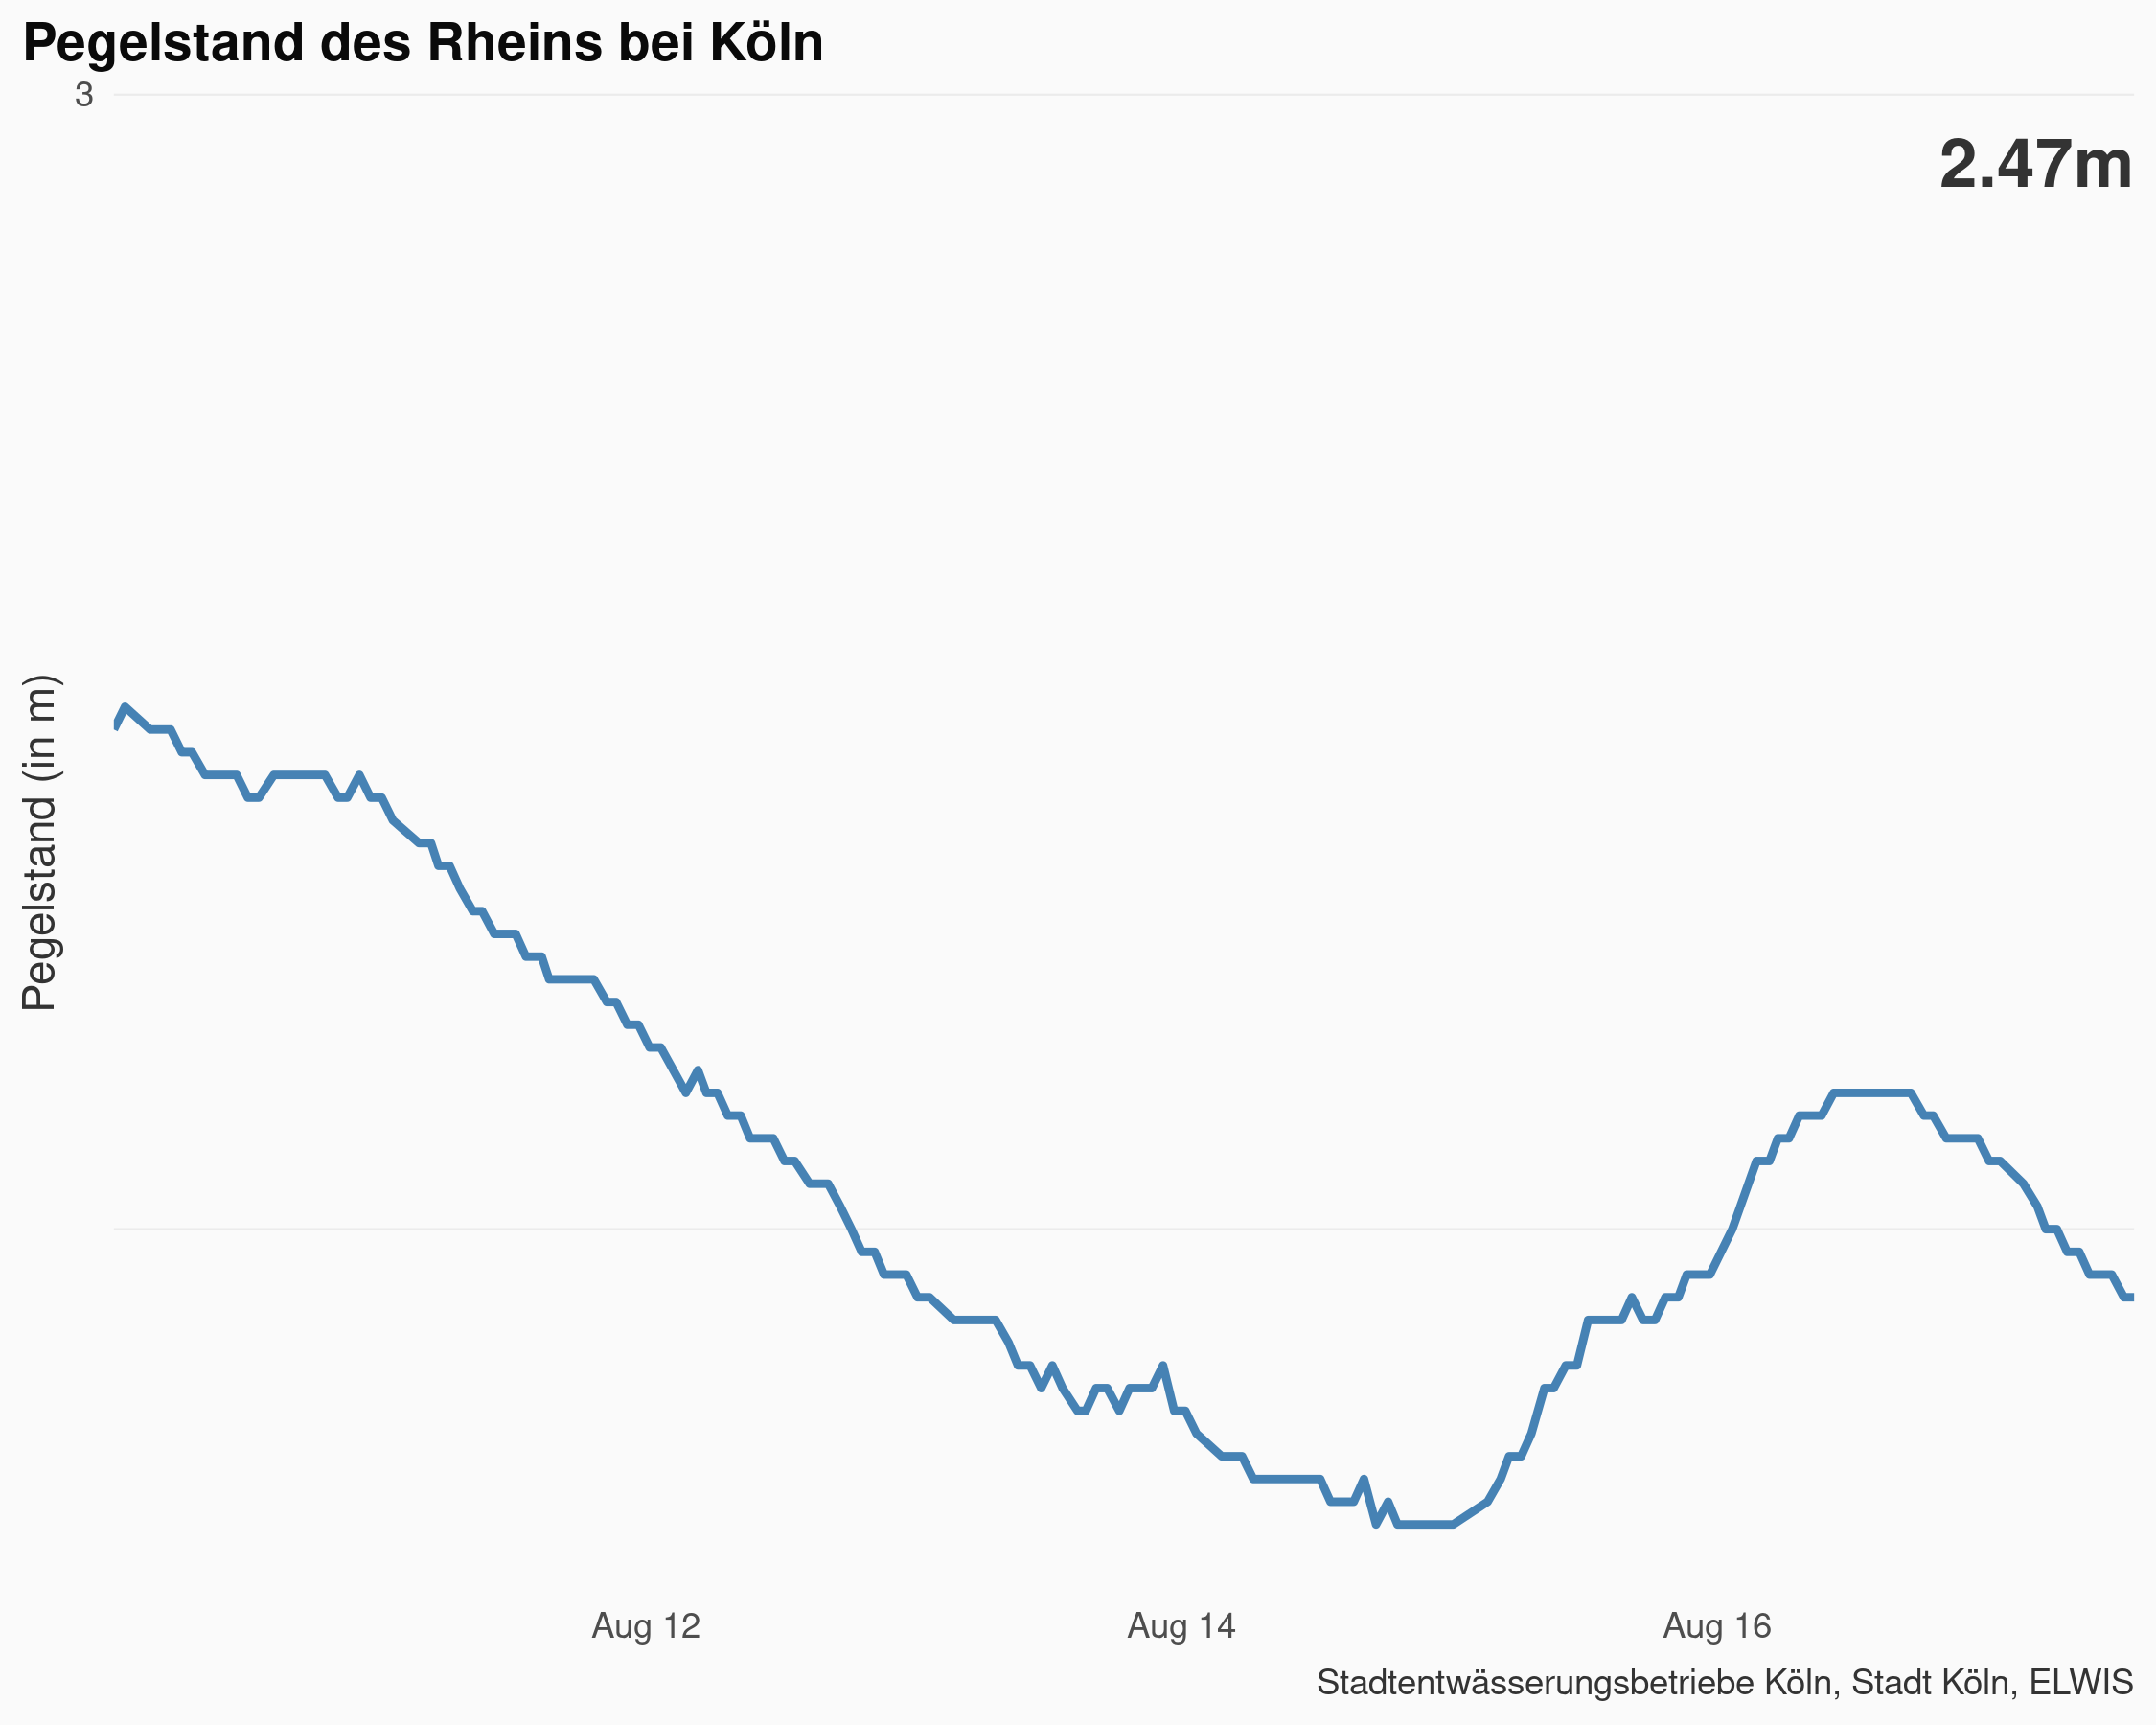 Pegelstand des Rheins bei Köln
3
2.47m
Pegelstand (in m)
Aug 12
Aug 14
Aug 16
Stadtentwässerungsbetriebe Köln, Stadt Köln, ELWIS